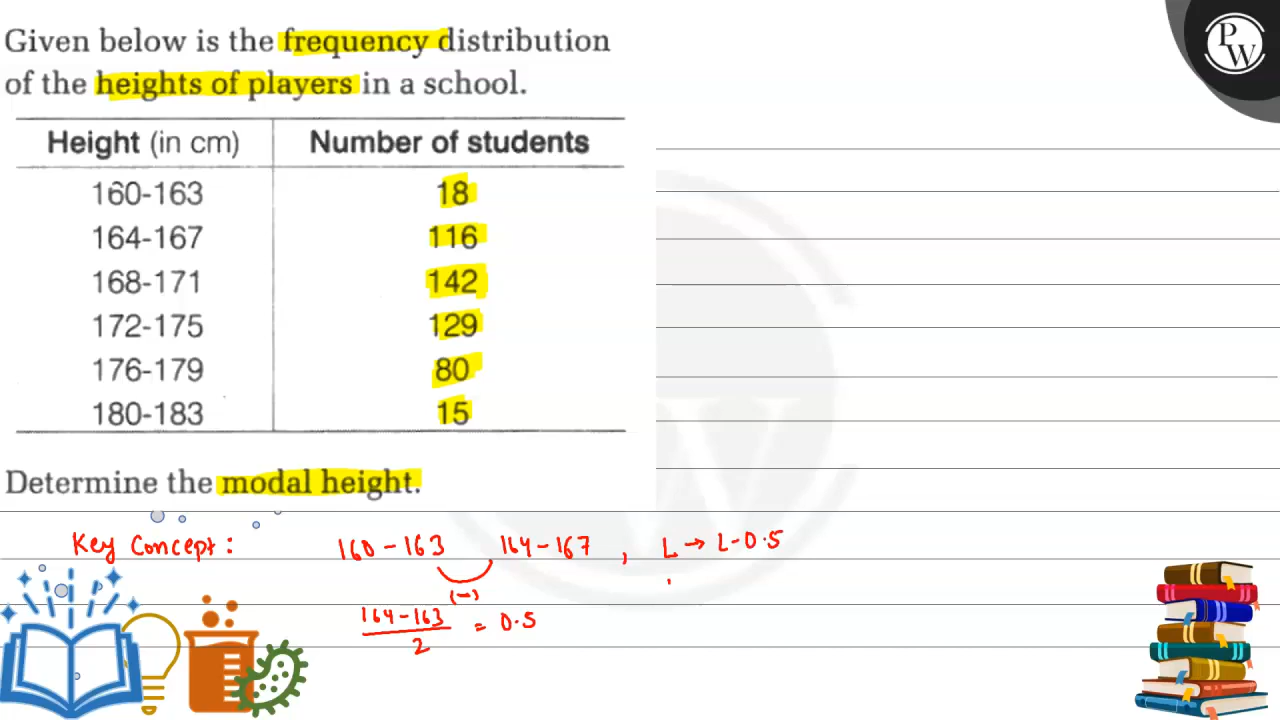 Given below is the frequency distribution
of the heights of players in a school.
Height (in cm) Number of students
160-163 18
164-167 116
168-171 142
172-175 129
176-179 80
180-183 15
Determine the modal height.
Key Concept: 160-163 164-167, L → L-0.5
(-)
164-163
2 = 0.5
PW
W